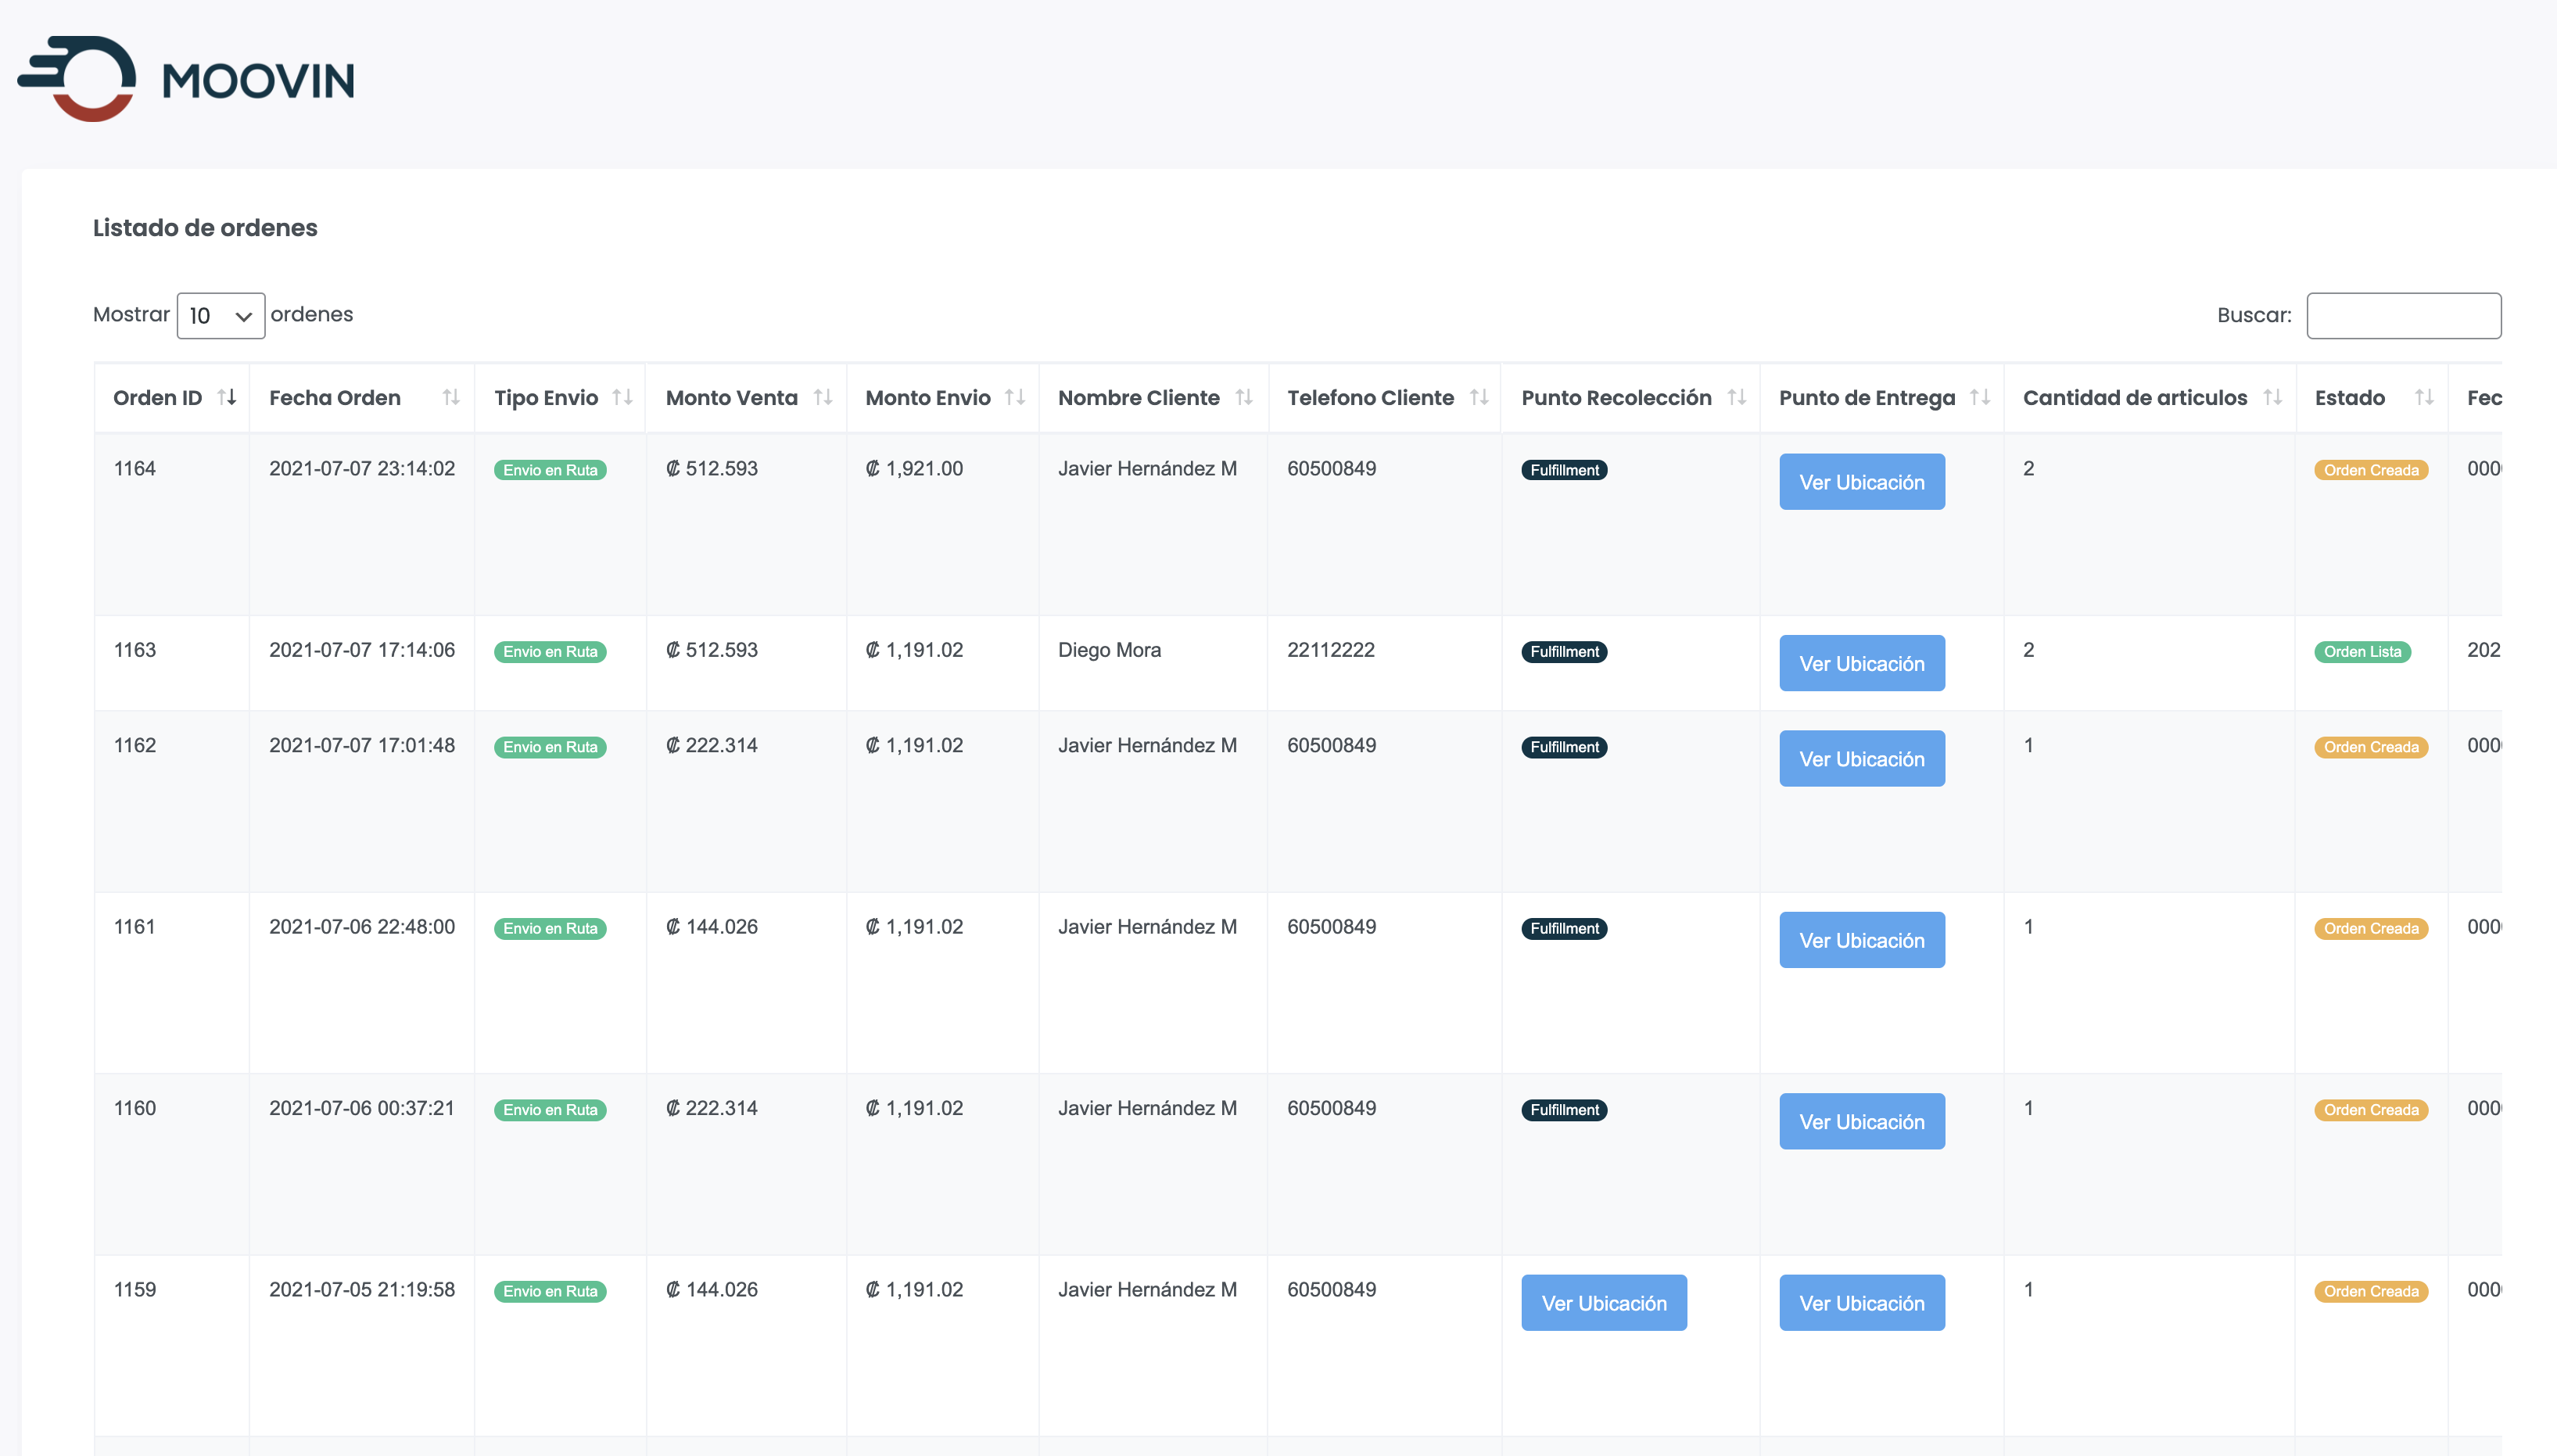 MOOVIN
Listado de ordenes
Mostrar 10 ordenes
Buscar:
Orden ID Fecha Orden Tipo Envio Monto Venta Monto Envio Nombre Cliente Telefono Cliente Punto Recolección Punto de Entrega Cantidad de articulos Estado Fec
1164 2021-07-07 23:14:02 Envio en Ruta ₡ 512.593 ₡ 1,921.00 Javier Hernández M 60500849 Fulfillment Ver Ubicación 2 Orden Creada 000
1163 2021-07-07 17:14:06 Envio en Ruta ₡ 512.593 ₡ 1,191.02 Diego Mora 22112222 Fulfillment Ver Ubicación 2 Orden Lista 202
1162 2021-07-07 17:01:48 Envio en Ruta ₡ 222.314 ₡ 1,191.02 Javier Hernández M 60500849 Fulfillment Ver Ubicación 1 Orden Creada 000
1161 2021-07-06 22:48:00 Envio en Ruta ₡ 144.026 ₡ 1,191.02 Javier Hernández M 60500849 Fulfillment Ver Ubicación 1 Orden Creada 000
1160 2021-07-06 00:37:21 Envio en Ruta ₡ 222.314 ₡ 1,191.02 Javier Hernández M 60500849 Fulfillment Ver Ubicación 1 Orden Creada 000
1159 2021-07-05 21:19:58 Envio en Ruta ₡ 144.026 ₡ 1,191.02 Javier Hernández M 60500849 Ver Ubicación Ver Ubicación 1 Orden Creada 000